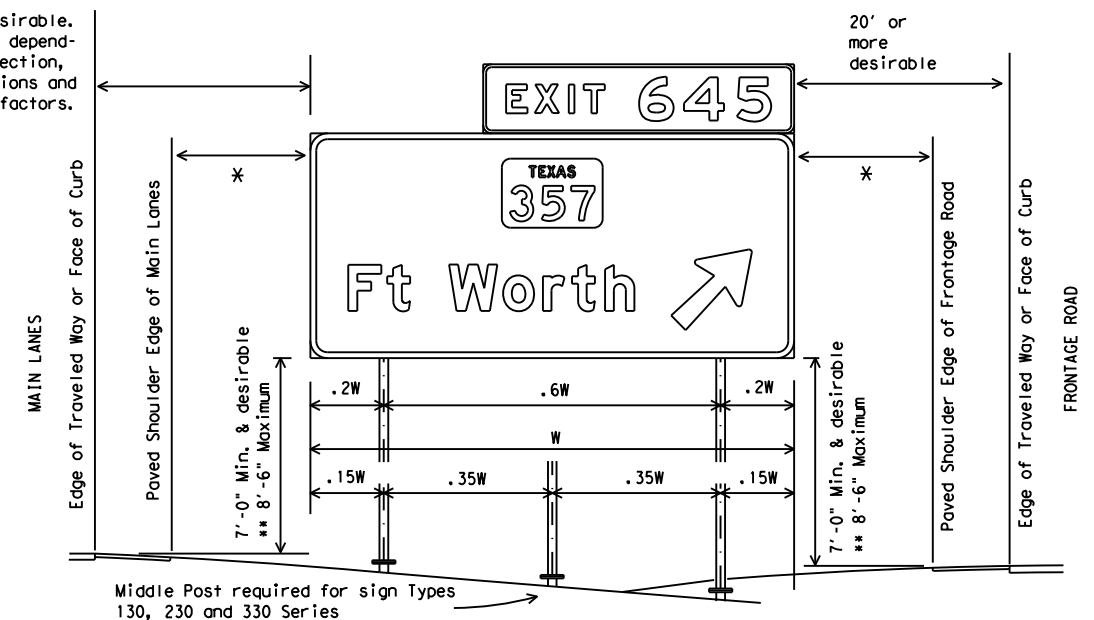 sirable.
depend-
ection,
ions and
factors.
20' or
more
desirable
EXIT 645
TEXAS
357
Ft Worth
*
*
MAIN LANES
Edge of Traveled Way or Face of Curb
Paved Shoulder Edge of Main Lanes
7'-0" Min. & desirable
** 8'-6" Maximum
.2W
.6W
.2W
W
.15W
.35W
.35W
.15W
7'-0" Min. & desirable
** 8'-6" Maximum
Paved Shoulder Edge of Frontage Road
Edge of Traveled Way or Face of Curb
FRONTAGE ROAD
Middle Post required for sign Types
130, 230 and 330 Series